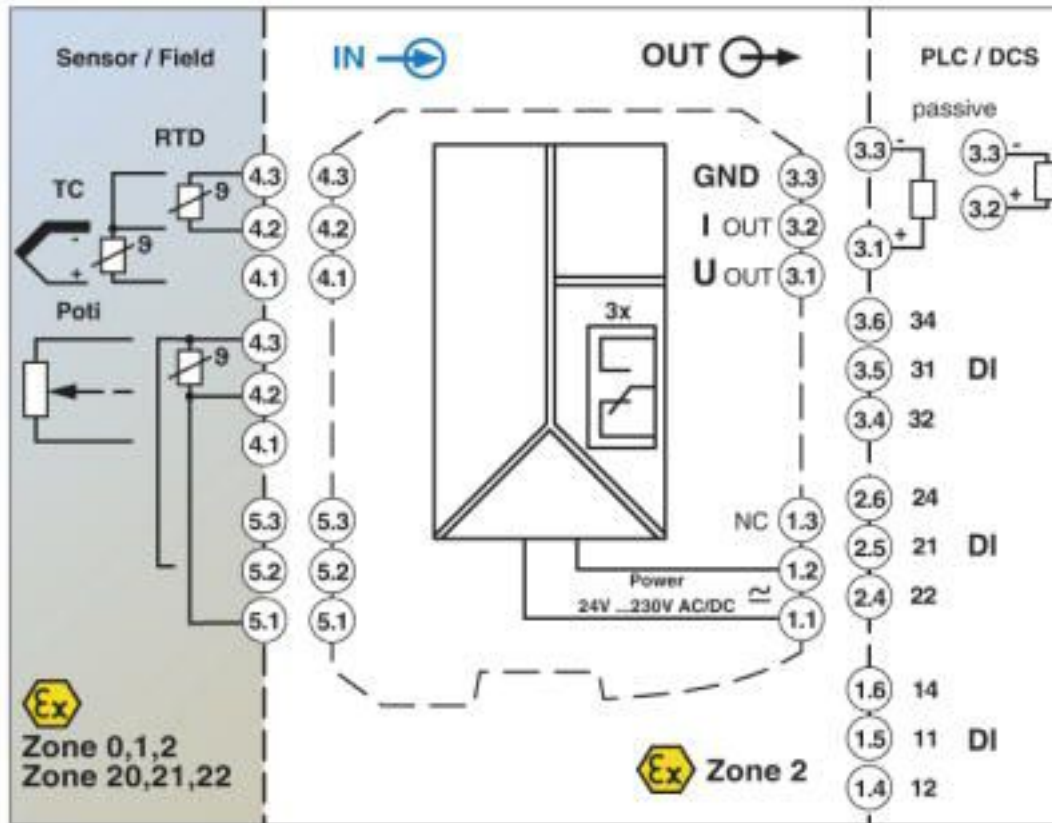 Sensor / Field
IN
OUT
PLC / DCS
passive
RTD
TC
ϑ
ϑ
-
+
4.3
4.2
4.1
Poti
ϑ
4.3
4.2
4.1
5.3
5.2
5.1
4.3
4.2
4.1
5.3
5.2
5.1
GND 3.3
I OUT 3.2
U OUT 3.1
3x
NC 1.3
1.2
Power
24V ...230V AC/DC
≂
1.1
3.3 -
3.1 +
3.3 -
3.2 +
3.6 34
3.5 31 DI
3.4 32
2.6 24
2.5 21 DI
2.4 22
1.6 14
1.5 11 DI
1.4 12
Ex
Zone 0,1,2
Zone 20,21,22
Ex Zone 2